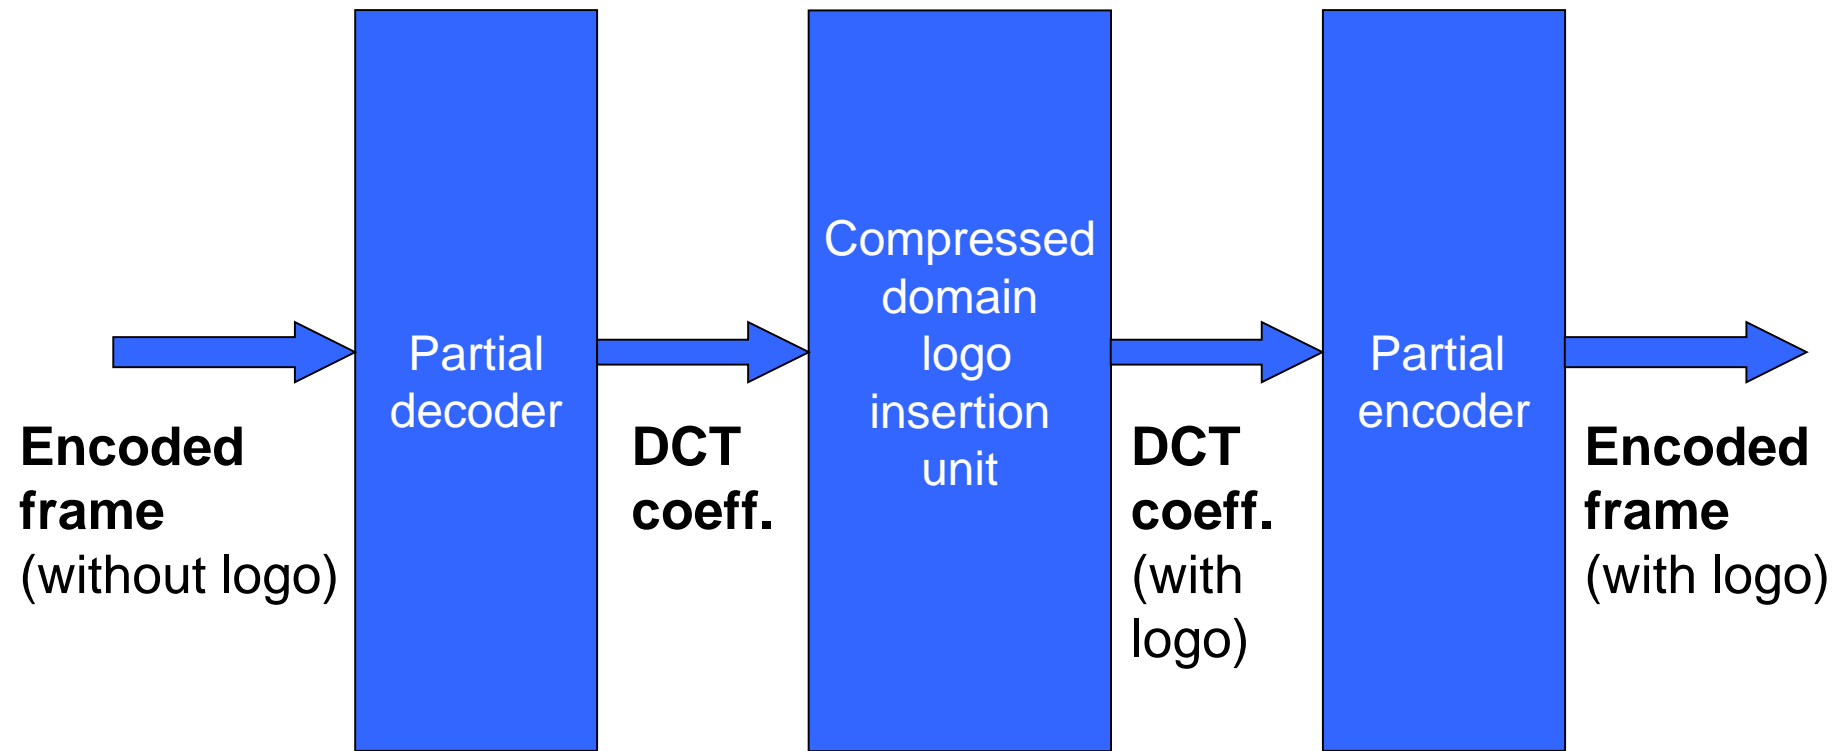 Encoded
frame
(without logo)
Partial
decoder
DCT
coeff.
Compressed
domain
logo
insertion
unit
DCT
coeff.
(with
logo)
Partial
encoder
Encoded
frame
(with logo)